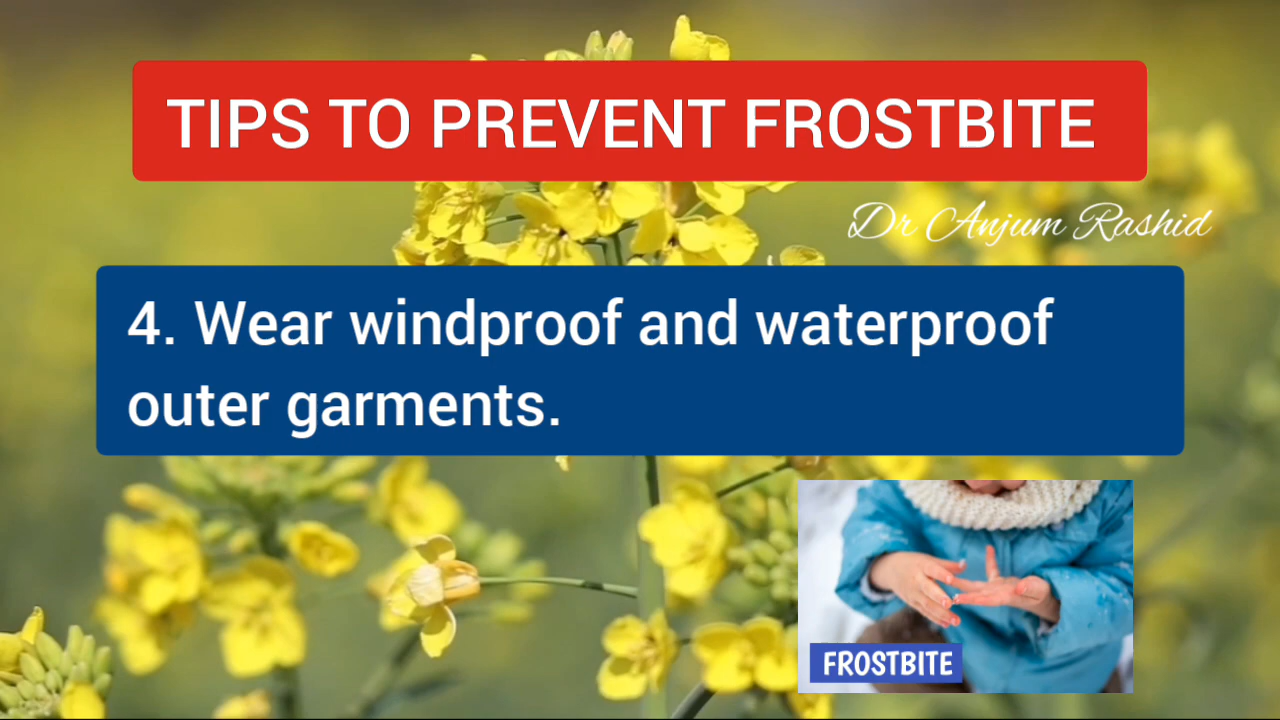 TIPS TO PREVENT FROSTBITE
Dr Anjum Rashid
4. Wear windproof and waterproof
outer garments.
FROSTBITE